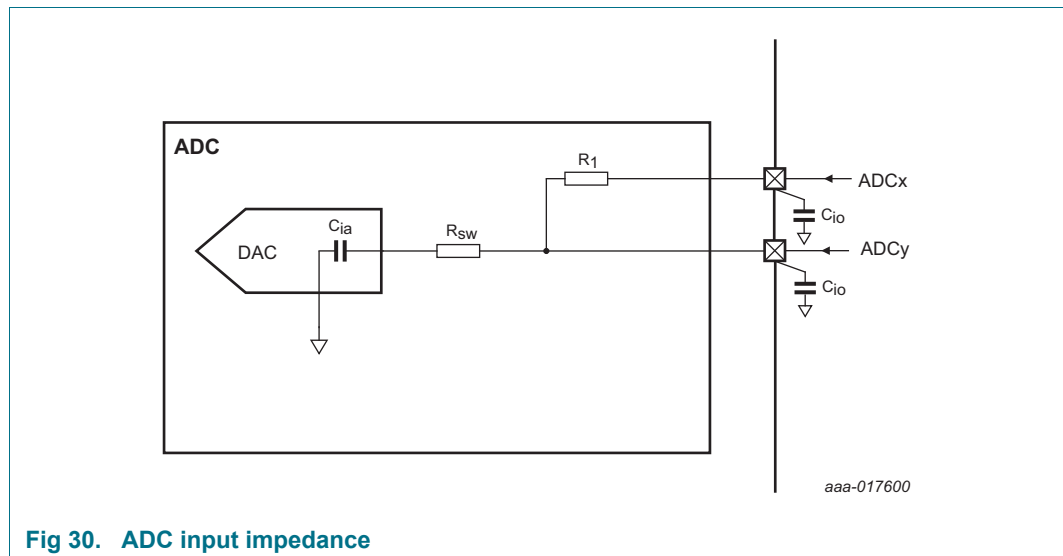 ADC
R1
ADCx
Cio
Cia
Rsw
DAC
ADCy
Cio
aaa-017600
Fig 30. ADC input impedance